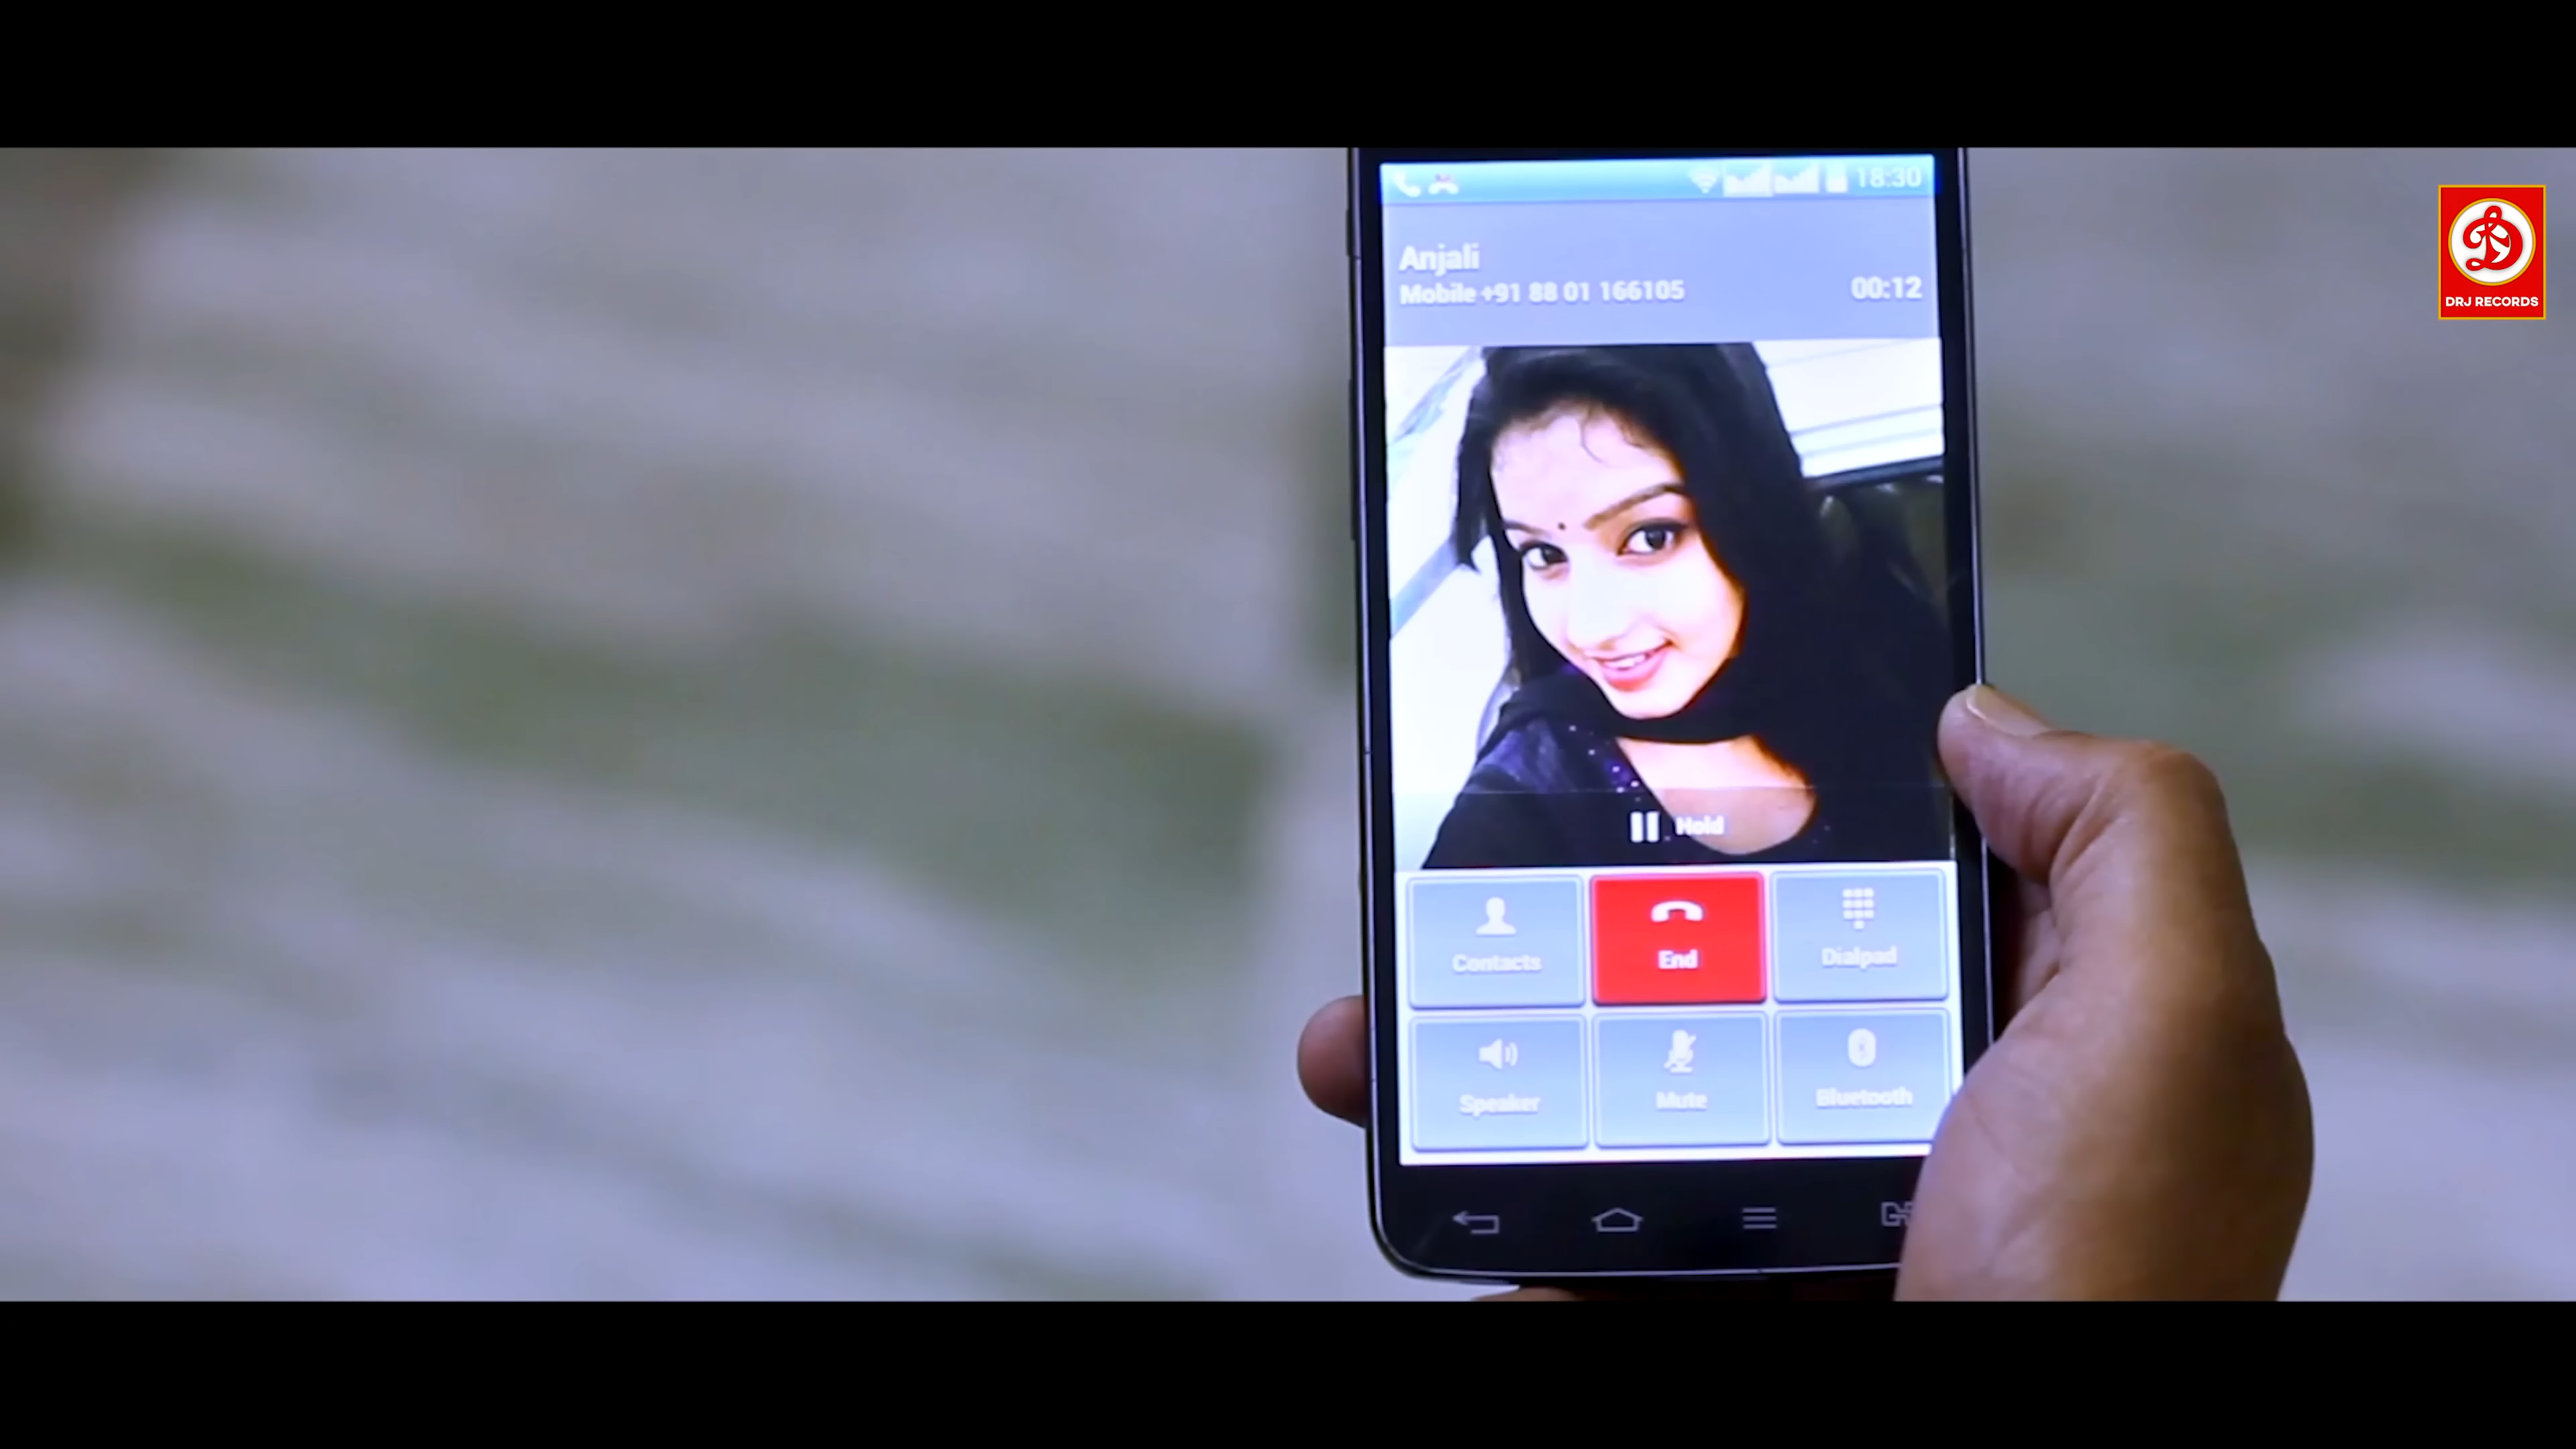 18:30
Anjali
Mobile +91 88 01 166105 00:12
DRJ RECORDS
Hold
Contacts End Dialpad
Speaker Mute Bluetooth